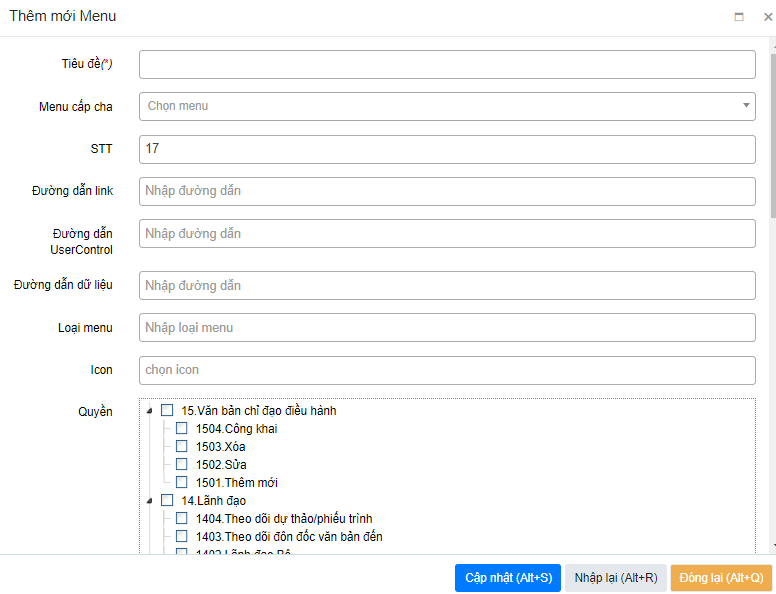 Thêm mới Menu
Tiêu đề(*)
Menu cấp cha
Chọn menu
STT
17
Đường dẫn link
Nhập đường dẫn
Đường dẫn
UserControl
Nhập đường dẫn
Đường dẫn dữ liệu
Nhập đường dẫn
Loại menu
Nhập loại menu
Icon
chọn icon
Quyền
15.Văn bản chỉ đạo điều hành
1504.Công khai
1503.Xóa
1502.Sửa
1501.Thêm mới
14.Lãnh đạo
1404.Theo dõi dự thảo/phiếu trình
1403.Theo dõi đôn đốc văn bản đến
1402.Lãnh đạo Bộ
Cập nhật (Alt+S)
Nhập lại (Alt+R)
Đóng lại (Alt+Q)